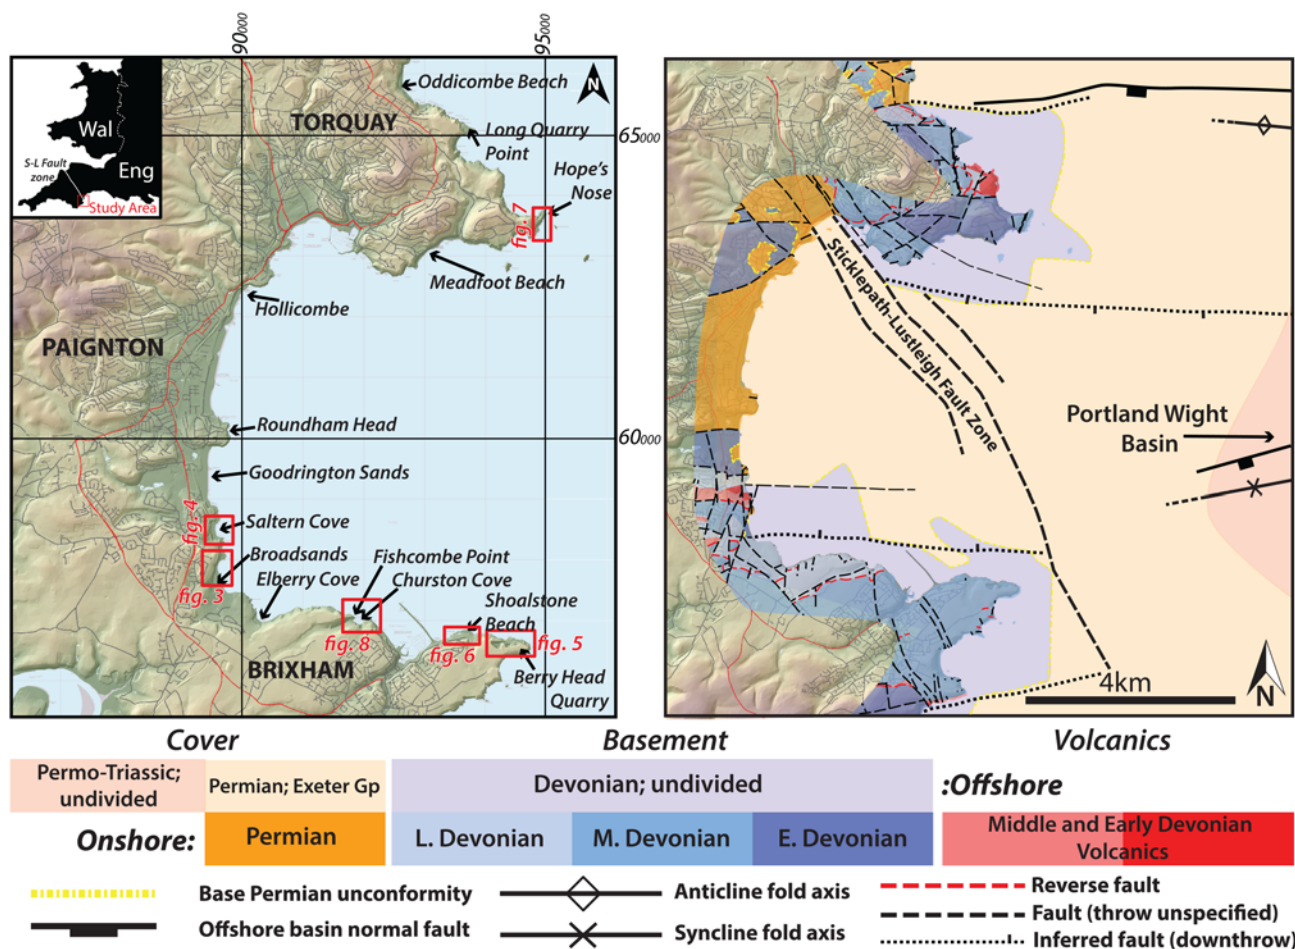 90000
95000
Oddicombe Beach
N
TORQUAY
Long Quarry
Point
Wal
65000
S-L Fault
zone
Eng
Hope's
Nose
Study Area
fig. 7
Meadfoot Beach
Hollicombe
PAIGNTON
Roundham Head
60000
Goodrington Sands
fig. 4
Saltern Cove
Broadsands
Fishcombe Point
Elberry Cove
Churston Cove
fig. 3
Shoalstone
Beach
fig. 8
fig. 6
fig. 5
BRIXHAM
Berry Head
Quarry
Sticklepath-Lustleigh Fault Zone
Portland Wight
Basin
4km
N
Cover
Basement
Volcanics
Permo-Triassic;
undivided
Permian; Exeter Gp
Devonian; undivided
:Offshore
Onshore:
Permian
L. Devonian
M. Devonian
E. Devonian
Middle and Early Devonian
Volcanics
Base Permian unconformity
Anticline fold axis
Reverse fault
Offshore basin normal fault
Syncline fold axis
Fault (throw unspecified)
Inferred fault (downthrow)